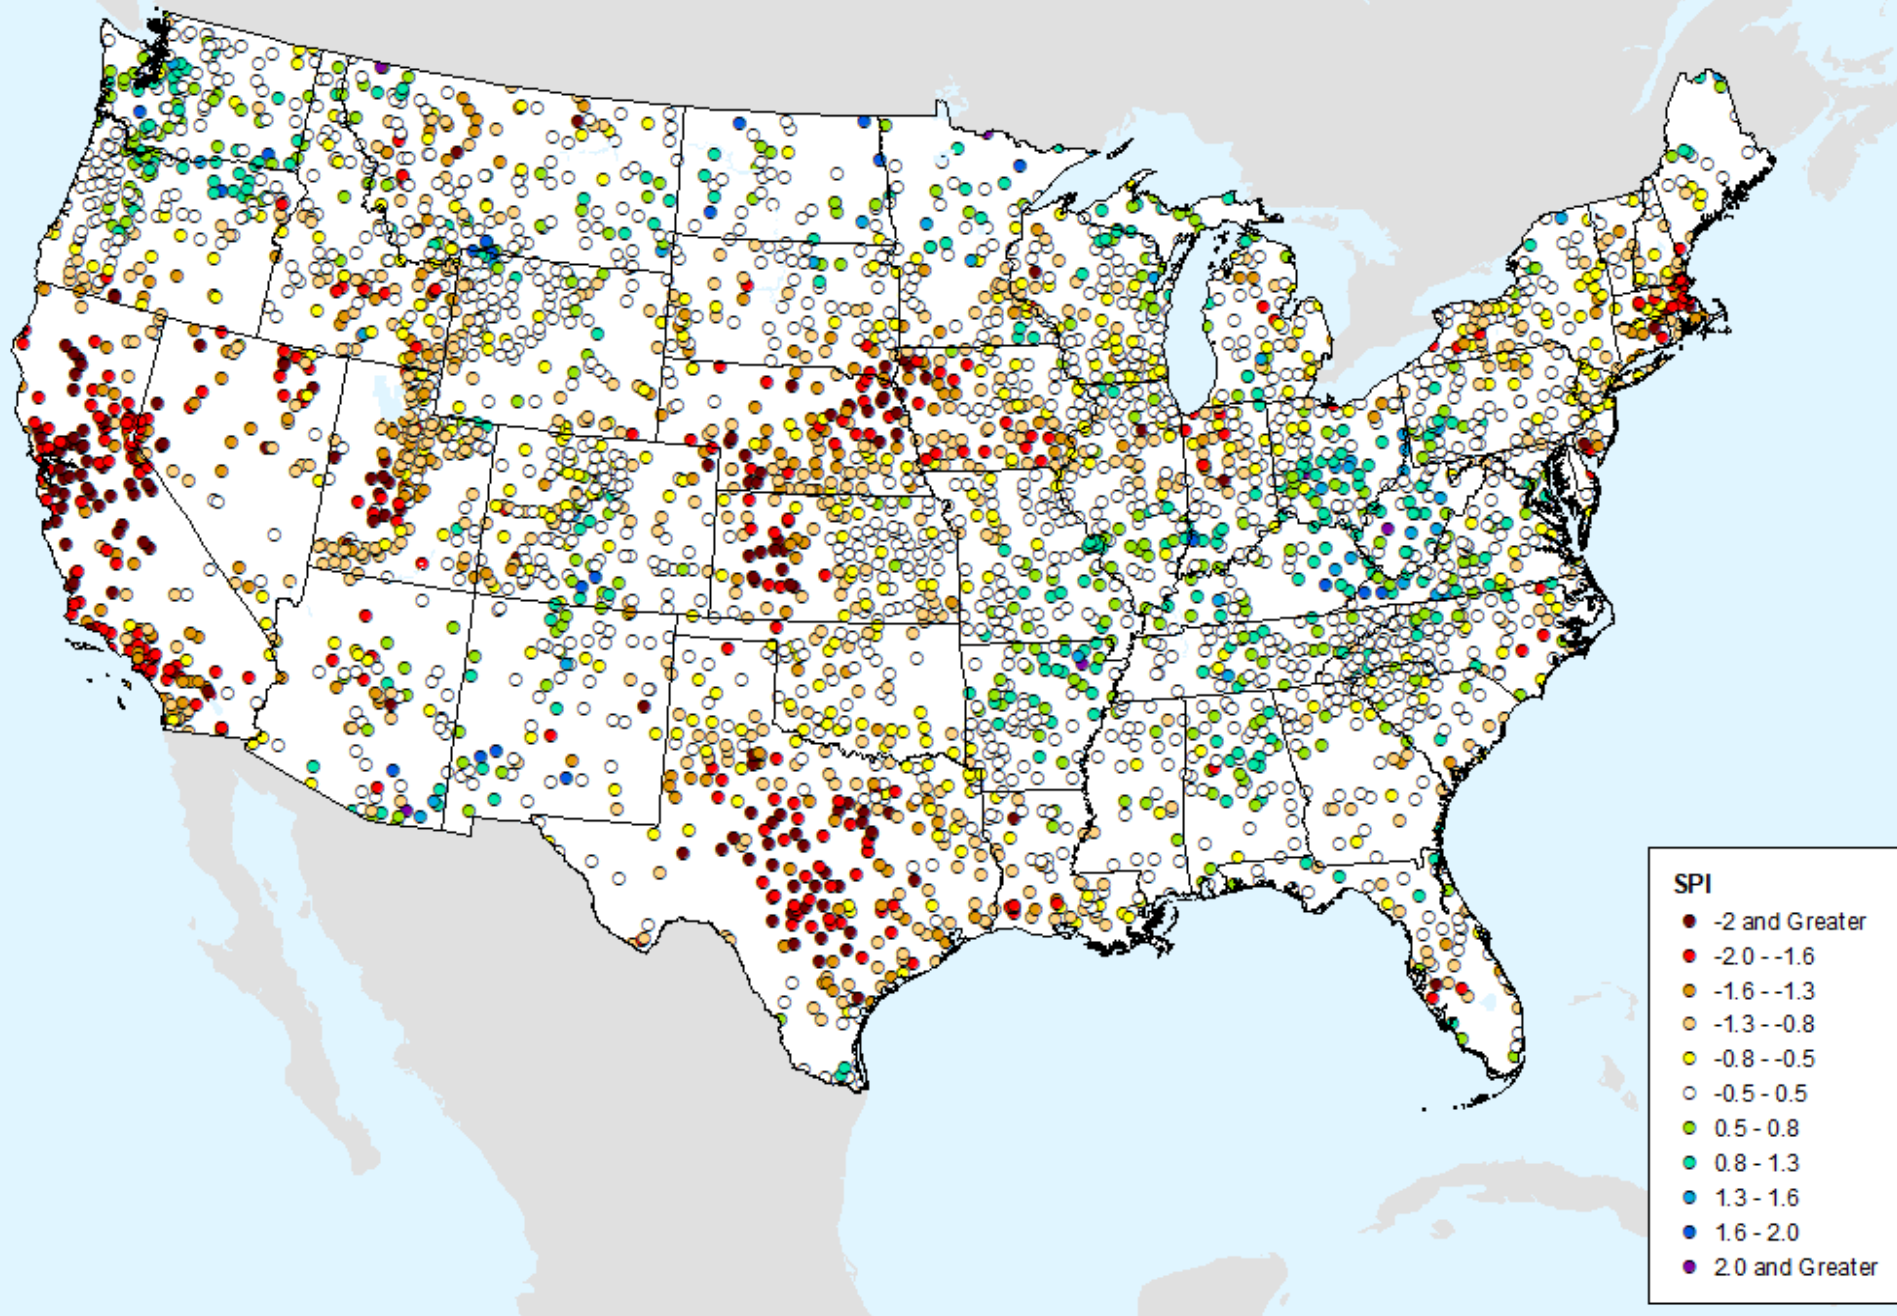 SPI
-2 and Greater
-2.0 - -1.6
-1.6 - -1.3
-1.3 - -0.8
-0.8 - -0.5
-0.5 - 0.5
0.5 - 0.8
0.8 - 1.3
1.3 - 1.6
1.6 - 2.0
2.0 and Greater